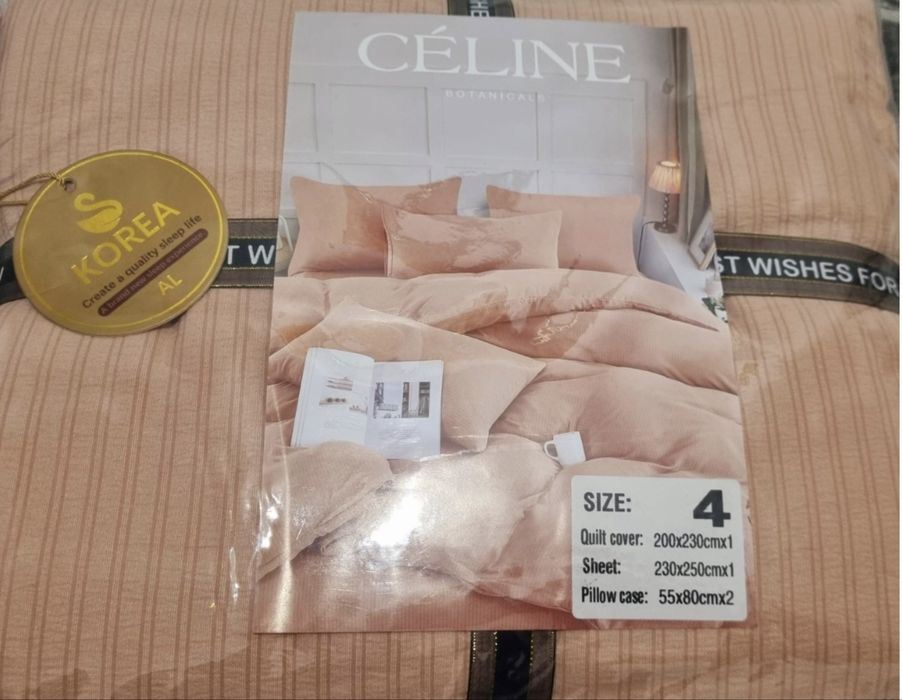 CÉLINE
BOTANICALS
KOREA
Create a quality sleep life
A brand new sleep experience
AL
T W
ST WISHES FOR
SIZE: 4
Quilt cover: 200x230cmx1
Sheet: 230x250cmx1
Pillow case: 55x80cmx2